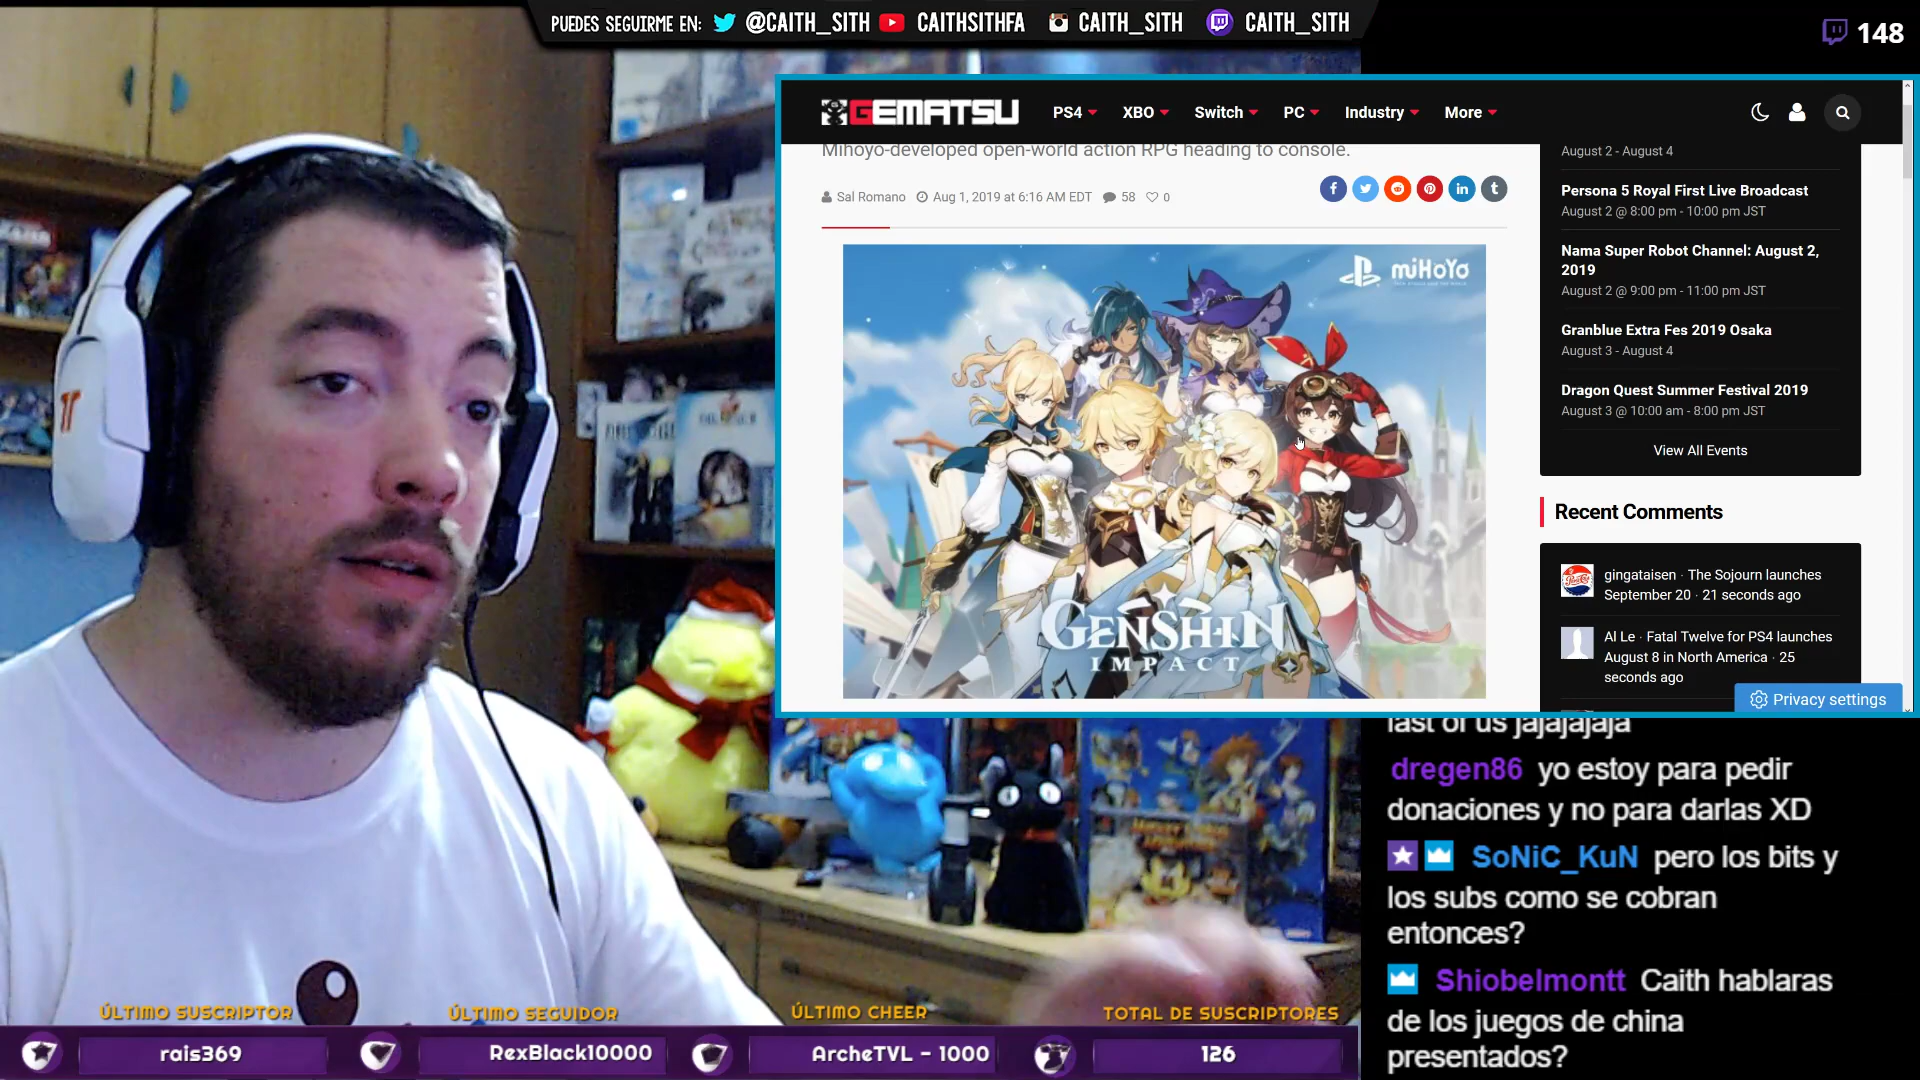 PUEDES SEGUIRME EN: @CAITH_SITH CAITHSITHFA CAITH_SITH CAITH_SITH
148
GEMATSU PS4 XBO Switch PC Industry More
Mihoyo-developed open-world action RPG heading to console.
Sal Romano Aug 1, 2019 at 6:16 AM EDT 58 0
miHoYo
GENSHIN
IMPACT
August 2 - August 4
Persona 5 Royal First Live Broadcast
August 2 @ 8:00 pm - 10:00 pm JST
Nama Super Robot Channel: August 2,
2019
August 2 @ 9:00 pm - 11:00 pm JST
Granblue Extra Fes 2019 Osaka
August 3 - August 4
Dragon Quest Summer Festival 2019
August 3 @ 10:00 am - 8:00 pm JST
View All Events
Recent Comments
gingataisen · The Sojourn launches
September 20 · 21 seconds ago
Al Le · Fatal Twelve for PS4 launches
August 8 in North America · 25
seconds ago
Privacy settings
last of us jajajajaja
dregen86 yo estoy para pedir
donaciones y no para darlas XD
SoNiC_KuN pero los bits y
los subs como se cobran
entonces?
Shiobelmontt Caith hablaras
de los juegos de china
presentados?
ÚLTIMO SUSCRIPTOR
rais369
ÚLTIMO SEGUIDOR
RexBlack10000
ÚLTIMO CHEER
ArcheTVL - 1000
TOTAL DE SUSCRIPTORES
126